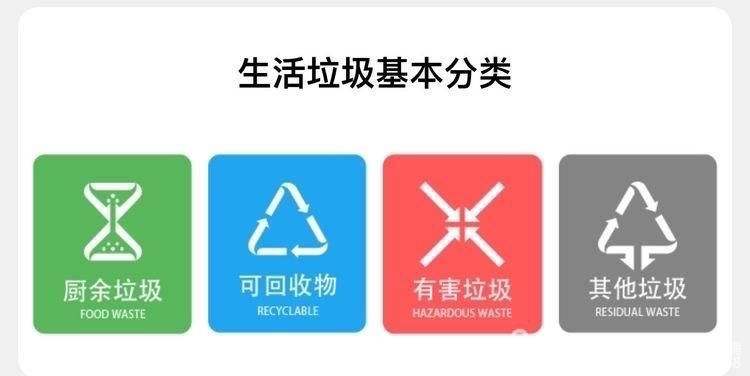 生活垃圾基本分类
厨余垃圾
FOOD WASTE
可回收物
RECYCLABLE
有害垃圾
HAZARDOUS WASTE
其他垃圾
RESIDUAL WASTE